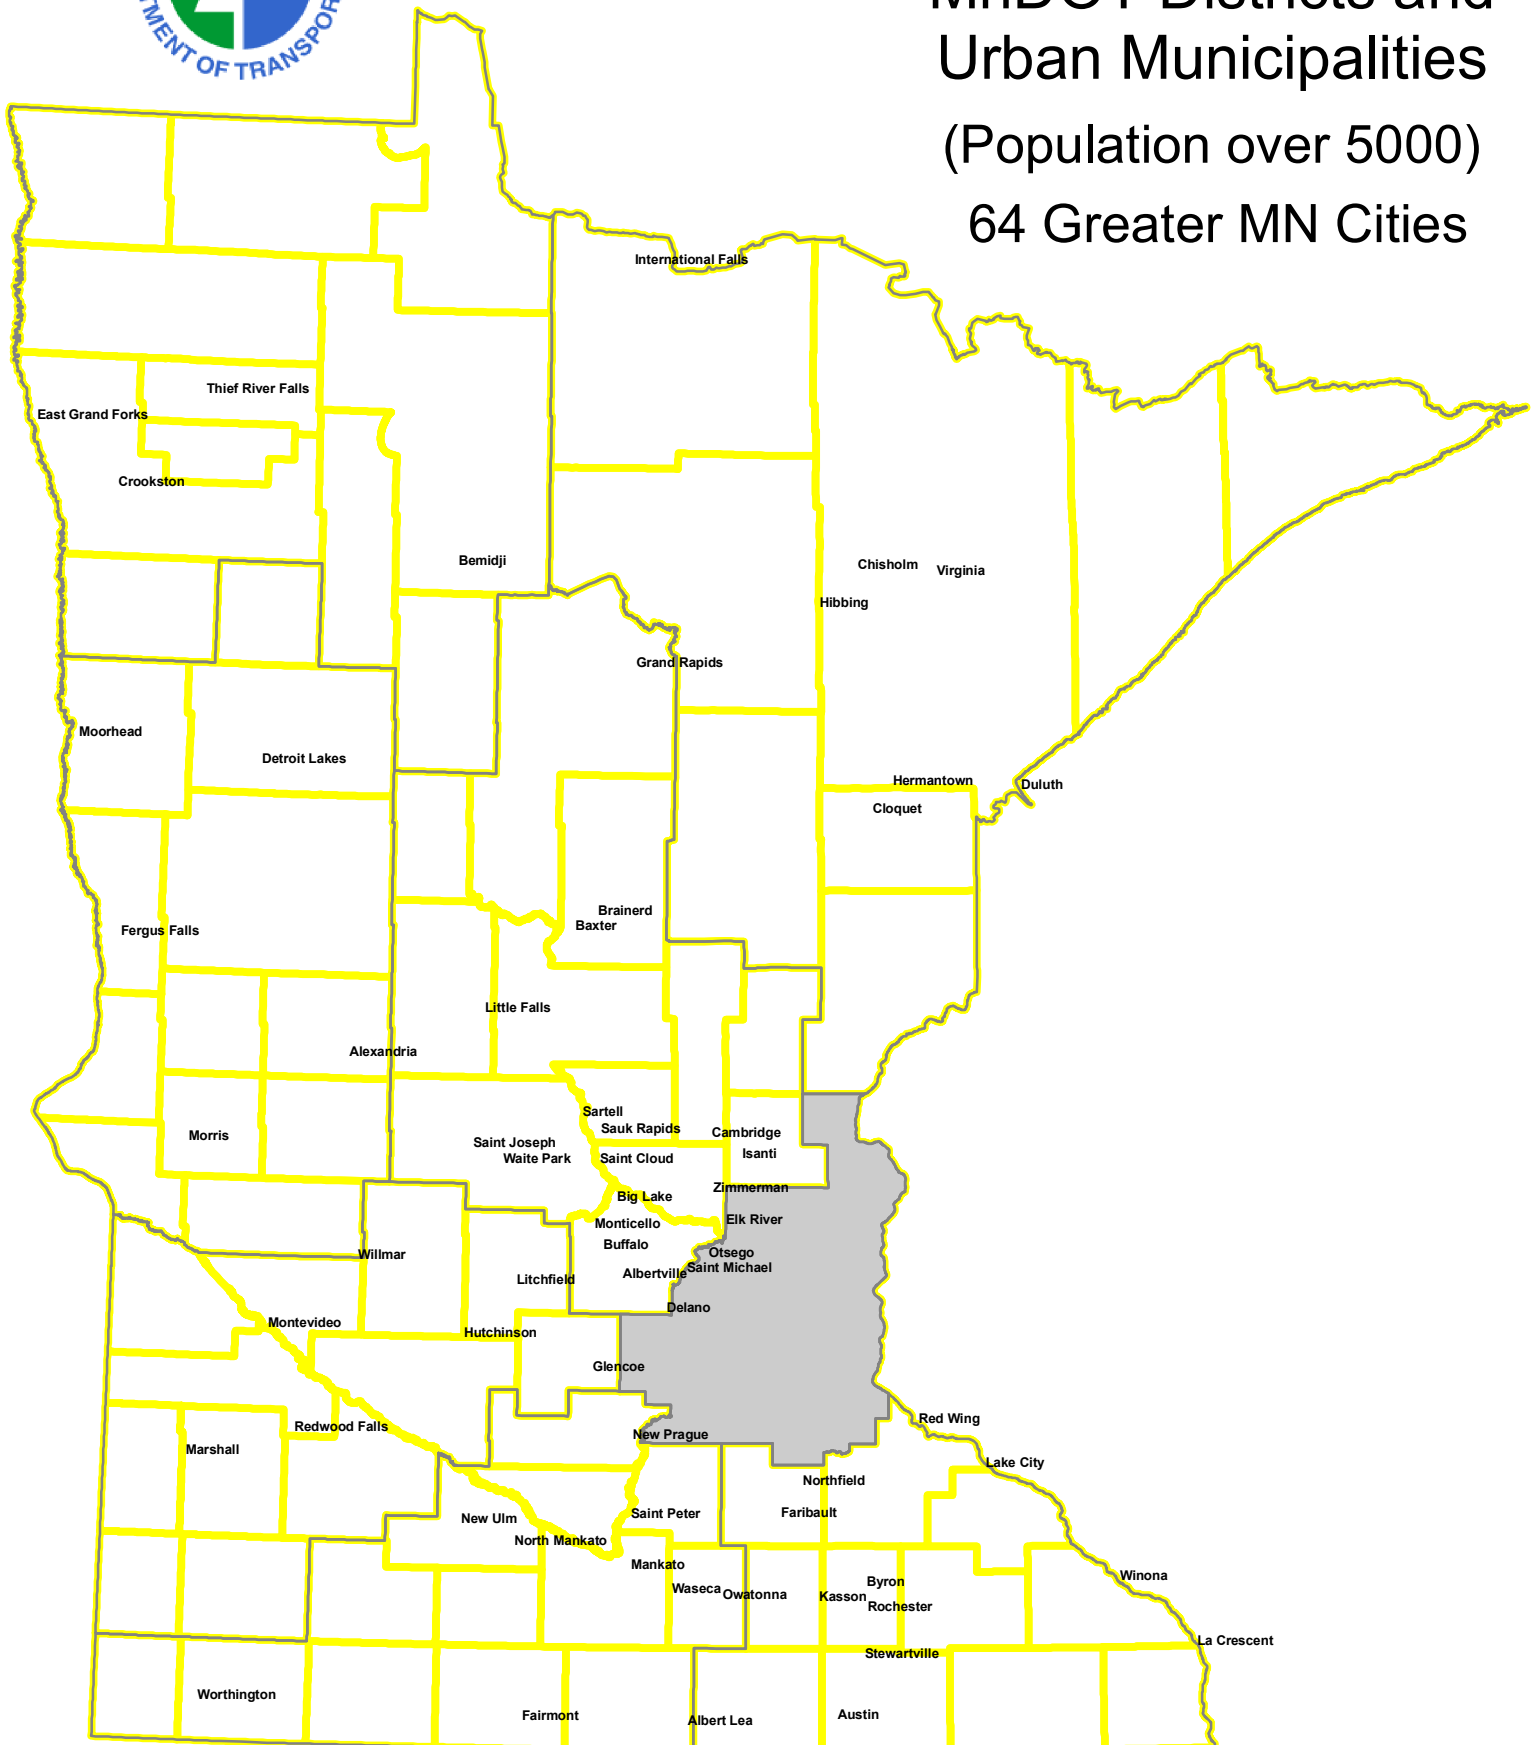 MnDOT Districts and
Urban Municipalities
(Population over 5000)
64 Greater MN Cities
OF TRANSPOR
International Falls
Thief River Falls
East Grand Forks
Crookston
Bemidji
Chisholm
Virginia
Hibbing
Grand Rapids
Moorhead
Detroit Lakes
Hermantown
Duluth
Cloquet
Brainerd
Baxter
Fergus Falls
Little Falls
Alexandria
Sartell
Sauk Rapids
Cambridge
Morris
Saint Joseph
Isanti
Waite Park
Saint Cloud
Zimmerman
Big Lake
Elk River
Monticello
Buffalo
Otsego
Willmar
Saint Michael
Albertville
Litchfield
Delano
Montevideo
Hutchinson
Glencoe
Red Wing
Redwood Falls
New Prague
Marshall
Lake City
Northfield
Saint Peter
Faribault
New Ulm
North Mankato
Mankato
Winona
Byron
Waseca
Owatonna
Kasson
Rochester
La Crescent
Stewartville
Worthington
Fairmont
Austin
Albert Lea